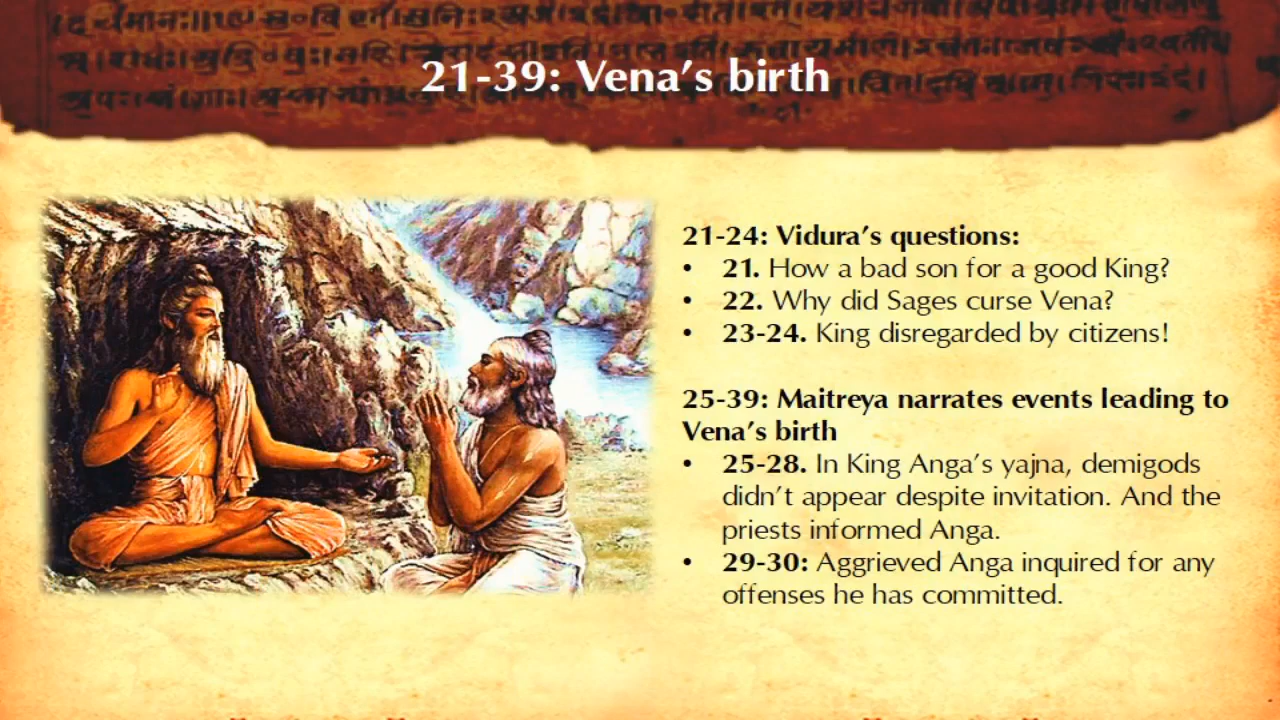 21-39: Vena's birth
21-24: Vidura's questions:
• 21. How a bad son for a good King?
• 22. Why did Sages curse Vena?
• 23-24. King disregarded by citizens!
25-39: Maitreya narrates events leading to
Vena's birth
• 25-28. In King Anga's yajna, demigods
didn't appear despite invitation. And the
priests informed Anga.
• 29-30: Aggrieved Anga inquired for any
offenses he has committed.